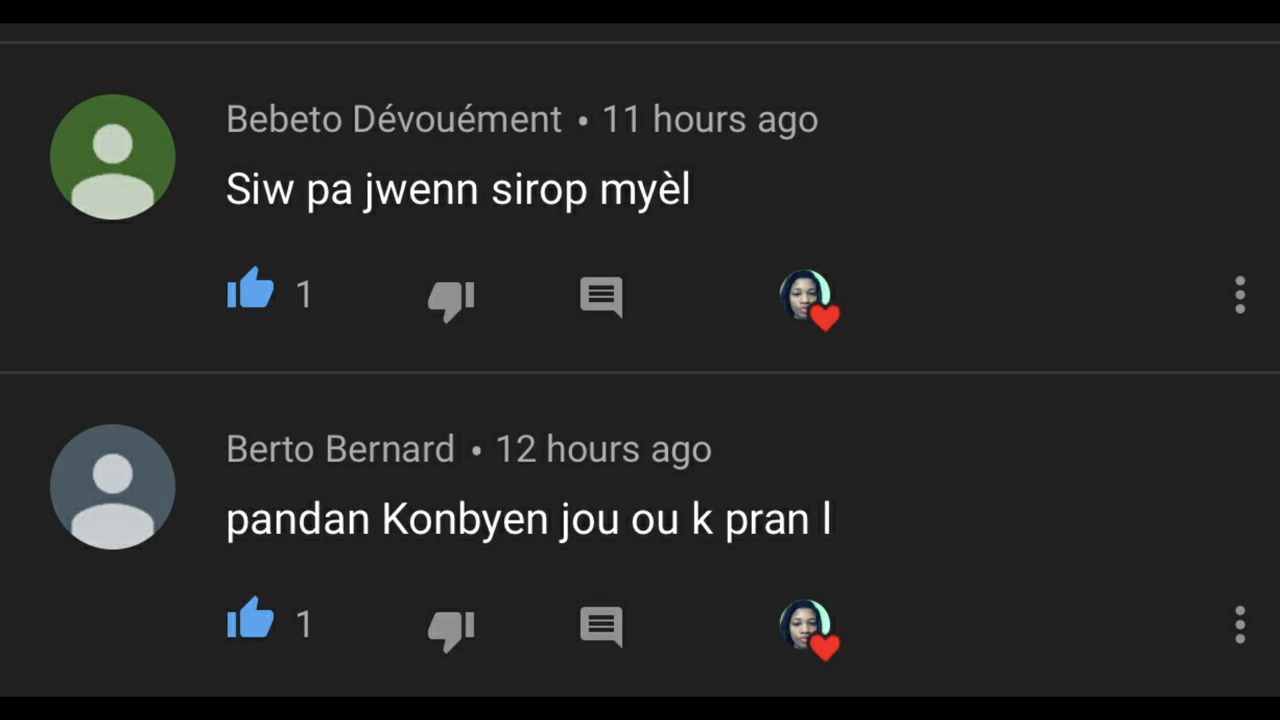 Bebeto Dévouément • 11 hours ago
Siw pa jwenn sirop myèl
1
Berto Bernard • 12 hours ago
pandan Konbyen jou ou k pran l
1